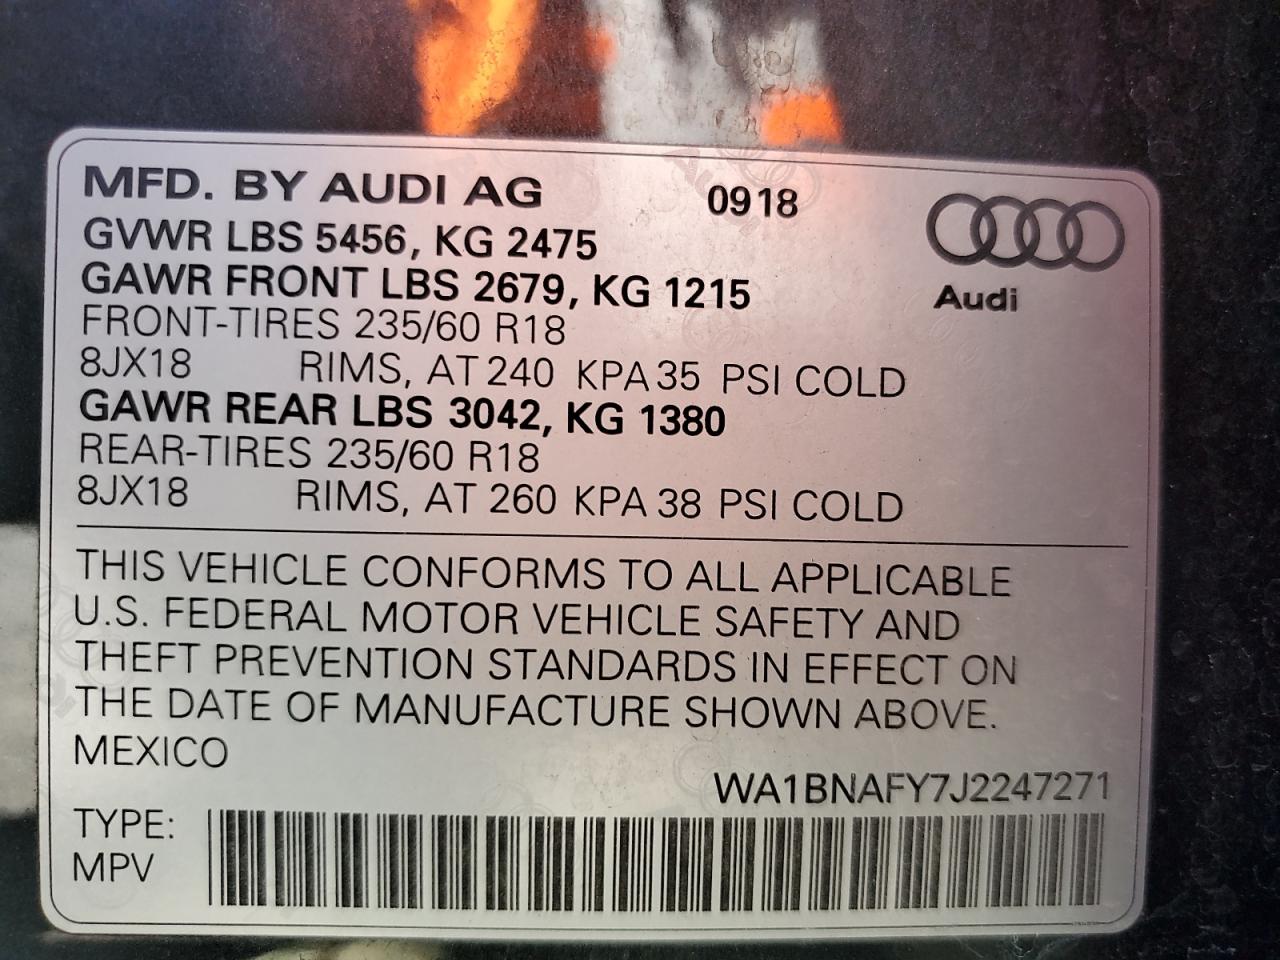 MFD. BY AUDI AG 0918
GVWR LBS 5456, KG 2475
GAWR FRONT LBS 2679, KG 1215
Audi
FRONT-TIRES 235/60 R18
8JX18 RIMS, AT 240 KPA 35 PSI COLD
GAWR REAR LBS 3042, KG 1380
REAR-TIRES 235/60 R18
8JX18 RIMS, AT 260 KPA 38 PSI COLD
THIS VEHICLE CONFORMS TO ALL APPLICABLE
U.S. FEDERAL MOTOR VEHICLE SAFETY AND
THEFT PREVENTION STANDARDS IN EFFECT ON
THE DATE OF MANUFACTURE SHOWN ABOVE.
MEXICO
WA1BNAFY7J2247271
TYPE:
MPV